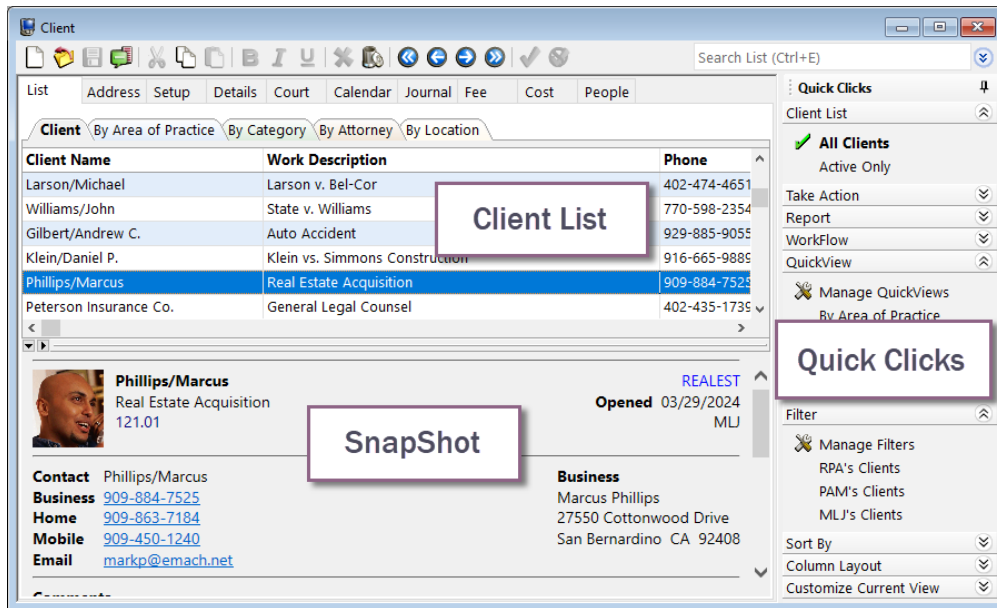 Client
B I U
Search List (Ctrl+E)
List Address Setup Details Court Calendar Journal Fee Cost People
Client By Area of Practice By Category By Attorney By Location
Client Name Work Description Phone
Larson/Michael Larson v. Bel-Cor 402-474-4651
Williams/John State v. Williams 770-598-2354
Gilbert/Andrew C. Auto Accident 929-885-9055
Klein/Daniel P. Klein vs. Simmons Construction 916-665-9889
Phillips/Marcus Real Estate Acquisition 909-884-7525
Peterson Insurance Co. General Legal Counsel 402-435-1739
Client List
Phillips/Marcus REALEST
Real Estate Acquisition Opened 03/29/2024
121.01 MLJ
SnapShot
Contact Phillips/Marcus
Business 909-884-7525
Home 909-863-7184
Mobile 909-450-1240
Email markp@emach.net
Business
Marcus Phillips
27550 Cottonwood Drive
San Bernardino CA 92408
Quick Clicks
Client List
All Clients
Active Only
Take Action
Report
WorkFlow
QuickView
Manage QuickViews
By Area of Practice
Quick Clicks
Filter
Manage Filters
RPA's Clients
PAM's Clients
MLJ's Clients
Sort By
Column Layout
Customize Current View